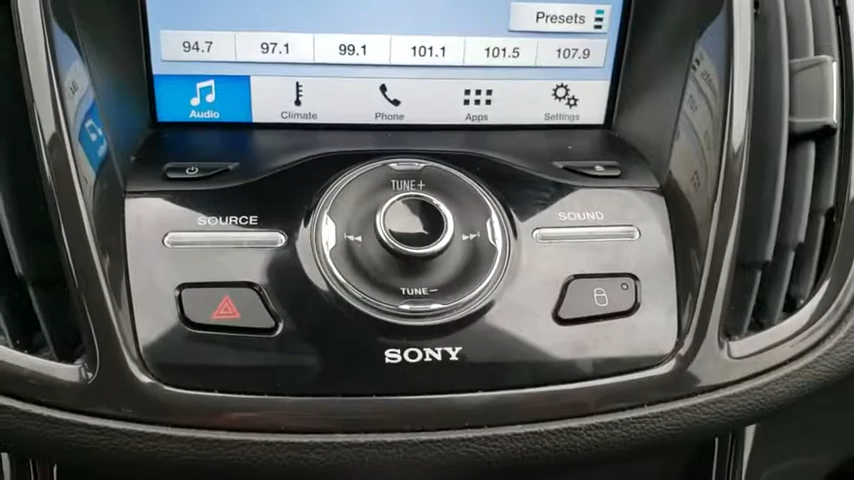 Presets
94.7 97.1 99.1 101.1 101.5 107.9
Audio Climate Phone Apps Settings
TUNE+
SOURCE
SOUND
TUNE−
SONY